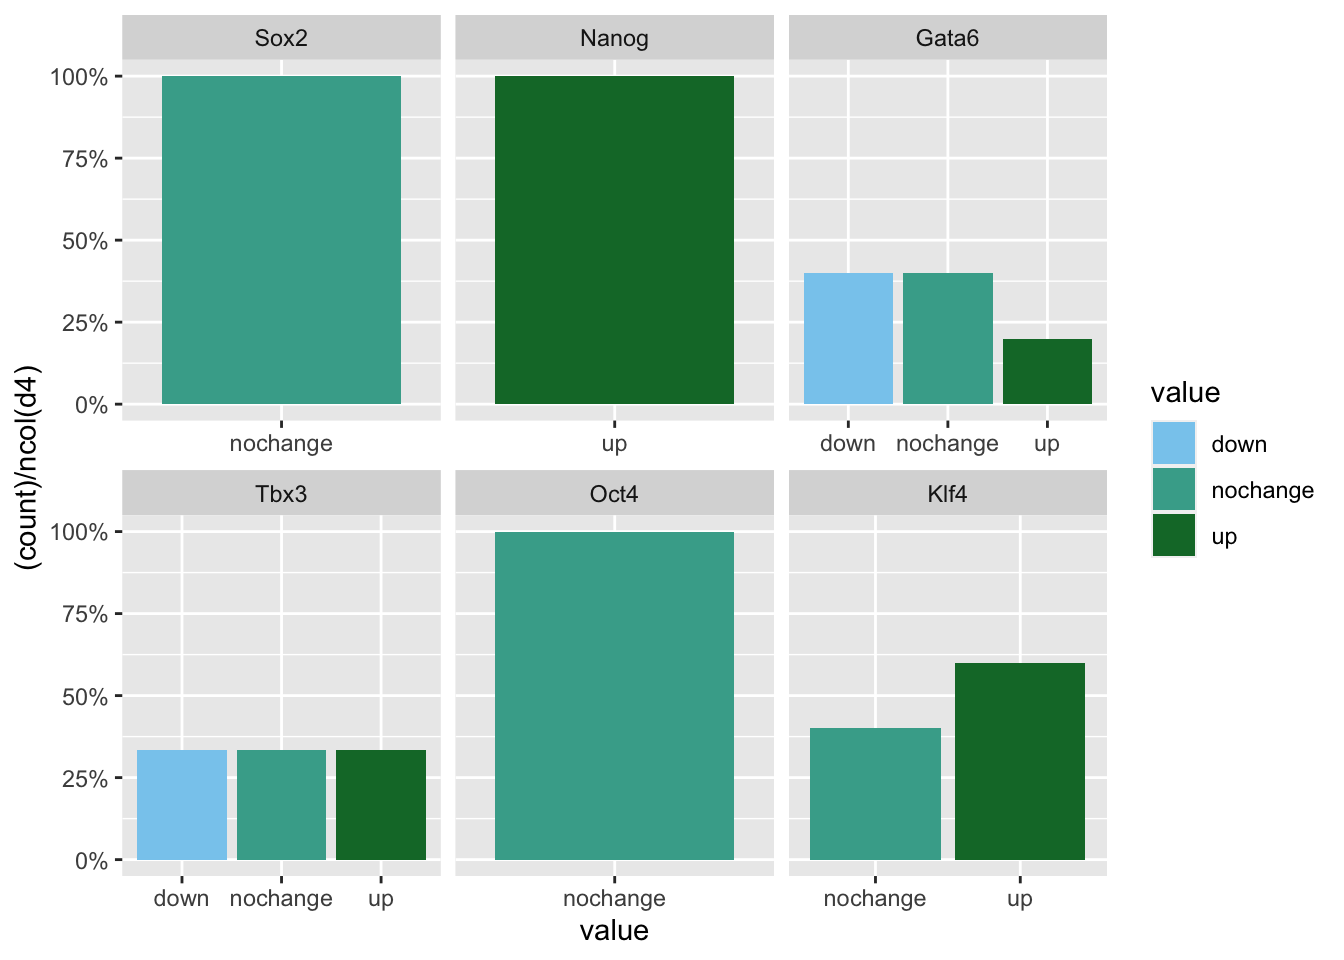 Sox2 Nanog Gata6
100%
75%
50%
25%
0%
nochange up down nochange up
Tbx3 Oct4 Klf4
100%
75%
50%
25%
0%
down nochange up nochange nochange up
value
(count)/ncol(d4)
value
down
nochange
up